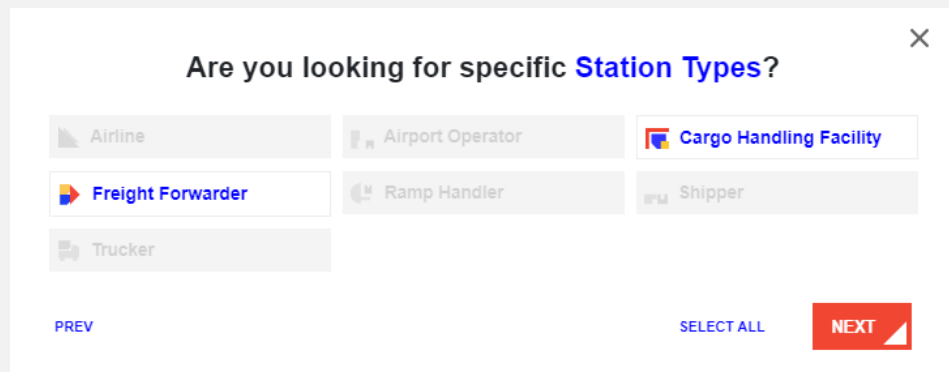 Are you looking for specific Station Types?
Airline
Airport Operator
Cargo Handling Facility
Freight Forwarder
Ramp Handler
Shipper
Trucker
PREV
SELECT ALL
NEXT